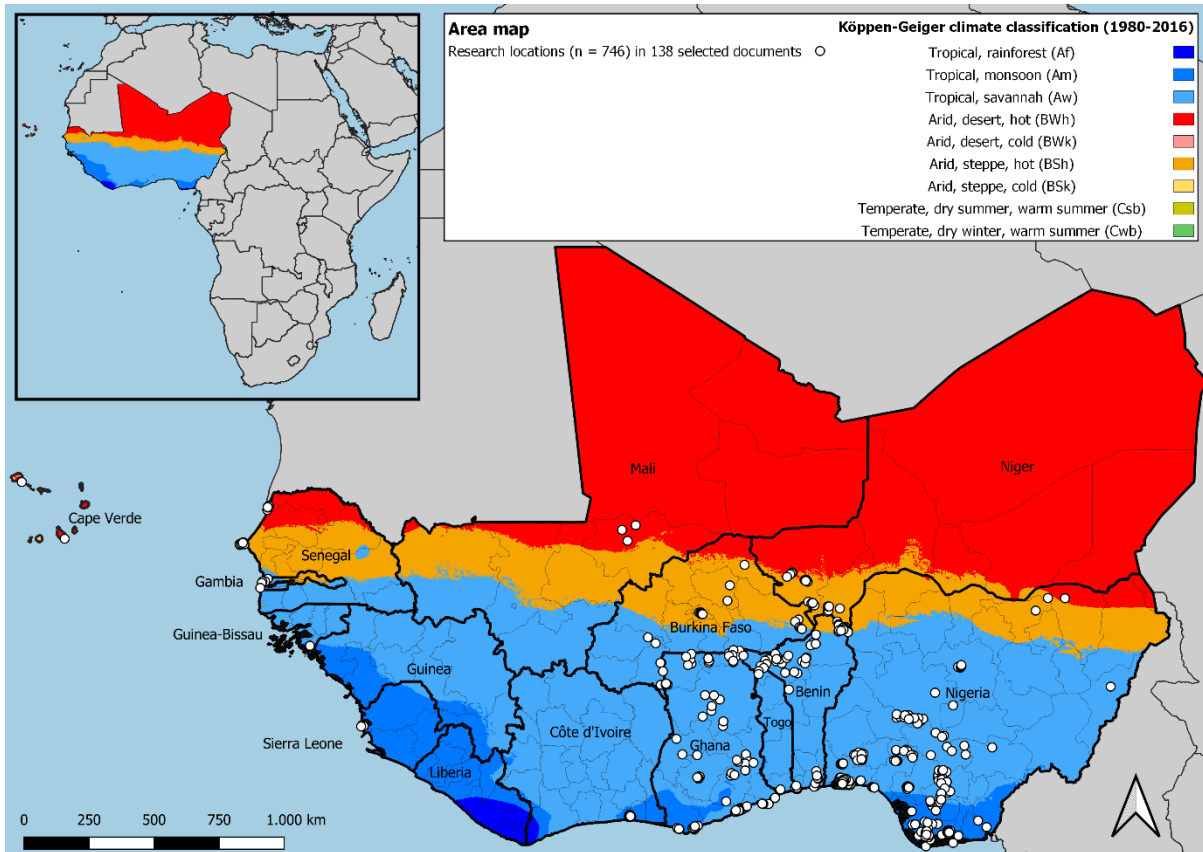 Area map
Research locations (n = 746) in 138 selected documents
Köppen-Geiger climate classification (1980-2016)
Tropical, rainforest (Af)
Tropical, monsoon (Am)
Tropical, savannah (Aw)
Arid, desert, hot (BWh)
Arid, desert, cold (BWk)
Arid, steppe, hot (BSh)
Arid, steppe, cold (BSk)
Temperate, dry summer, warm summer (Csb)
Temperate, dry winter, warm summer (Cwb)
Mali
Niger
Cape Verde
Senegal
Gambia
Guinea-Bissau
Burkina Faso
Guinea
Benin
Nigeria
Togo
Côte d'Ivoire
Ghana
Sierra Leone
Liberia
0 250 500 750 1.000 km